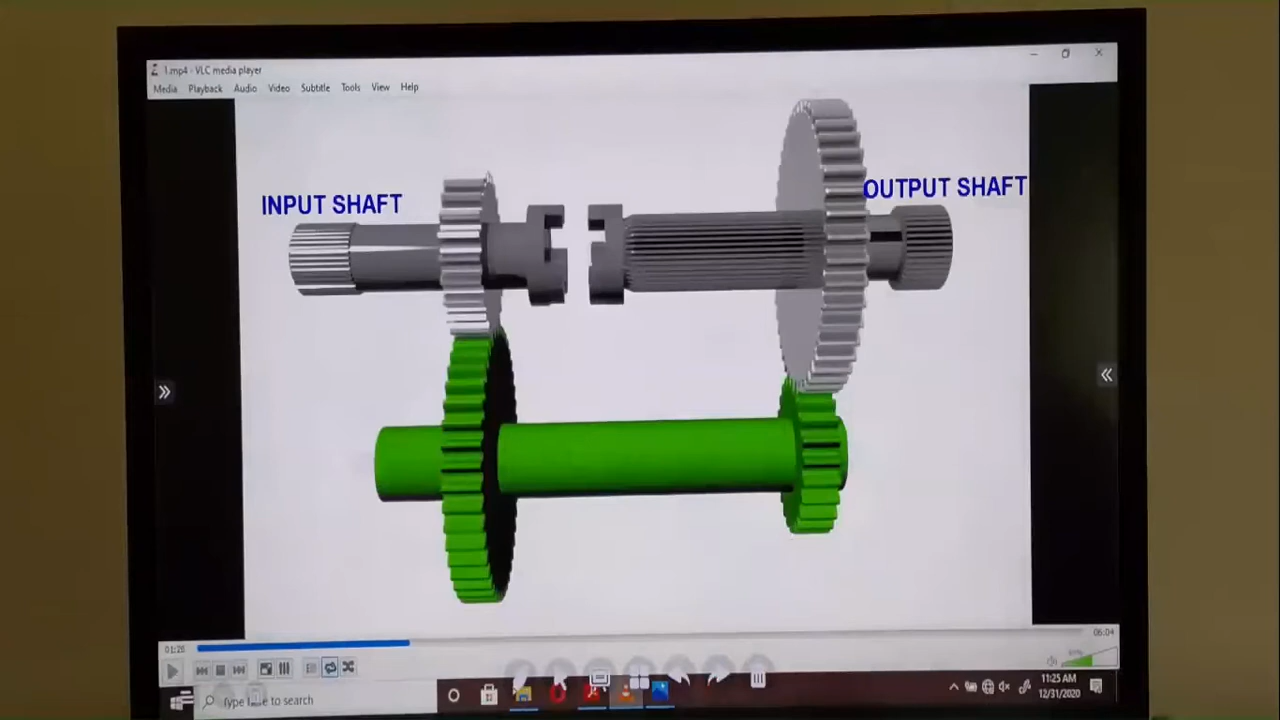 1.mp4 - VLC media player
Media Playback Audio Video Subtitle Tools View Help
INPUT SHAFT
OUTPUT SHAFT
06:04
Type here to search
11:25 AM
12/31/2020